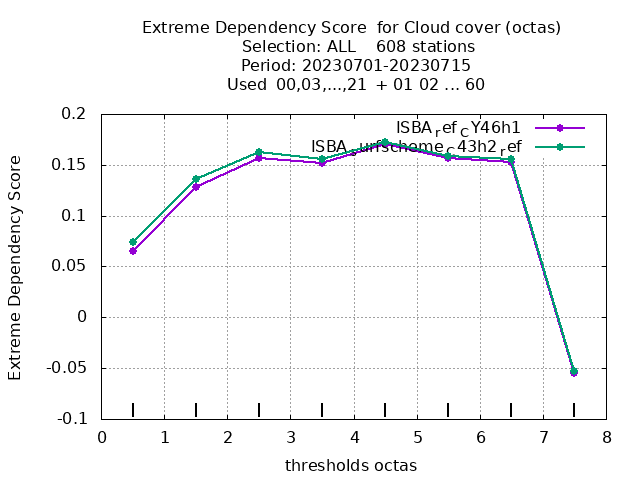 Extreme Dependency Score for Cloud cover (octas)
Selection: ALL 608 stations
Period: 20230701-20230715
Used 00,03,...,21 + 01 02 ... 60
ISBA_ref_CY46h1
43h2_ref
0.2
0.15
0.1
0.05
0
-0.05
-0.1
0 1 2 3 4 5 6 7 8
Extreme Dependency Score
thresholds octas